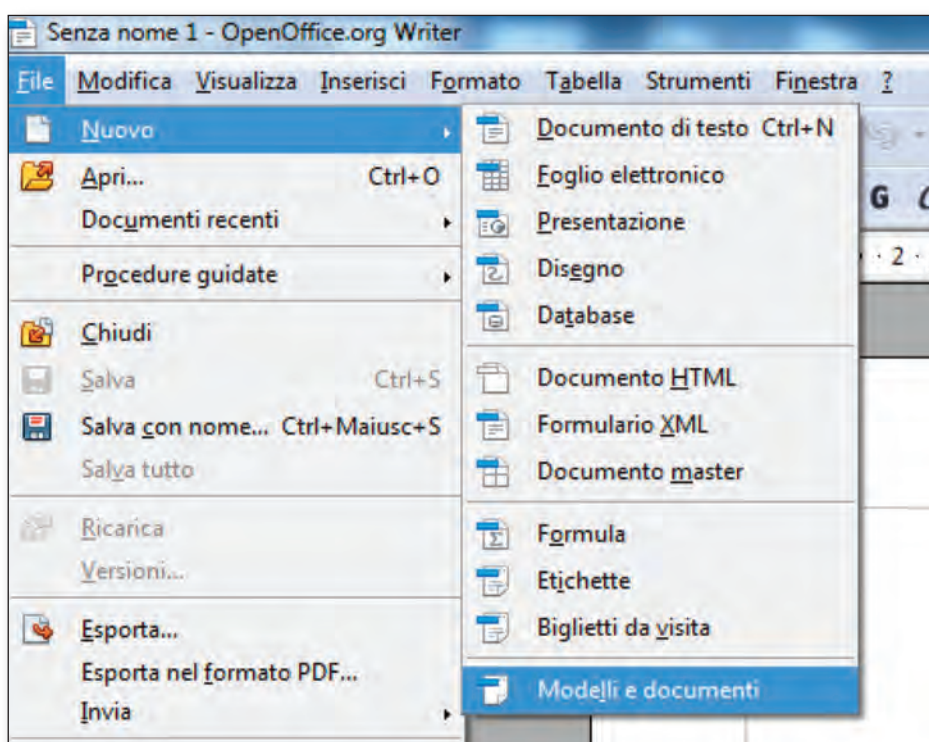 Senza nome 1 - OpenOffice.org Writer
File Modifica Visualizza Inserisci Formato Tabella Strumenti Finestra ?
Nuovo
Apri... Ctrl+O
Documenti recenti
Procedure guidate
Chiudi
Salva Ctrl+S
Salva con nome... Ctrl+Maiusc+S
Salva tutto
Ricarica
Versioni...
Esporta...
Esporta nel formato PDF...
Invia
Documento di testo Ctrl+N
Foglio elettronico
Presentazione
Disegno
Database
Documento HTML
Formulario XML
Documento master
Formula
Etichette
Biglietti da visita
Modelli e documenti
G
· 2 ·